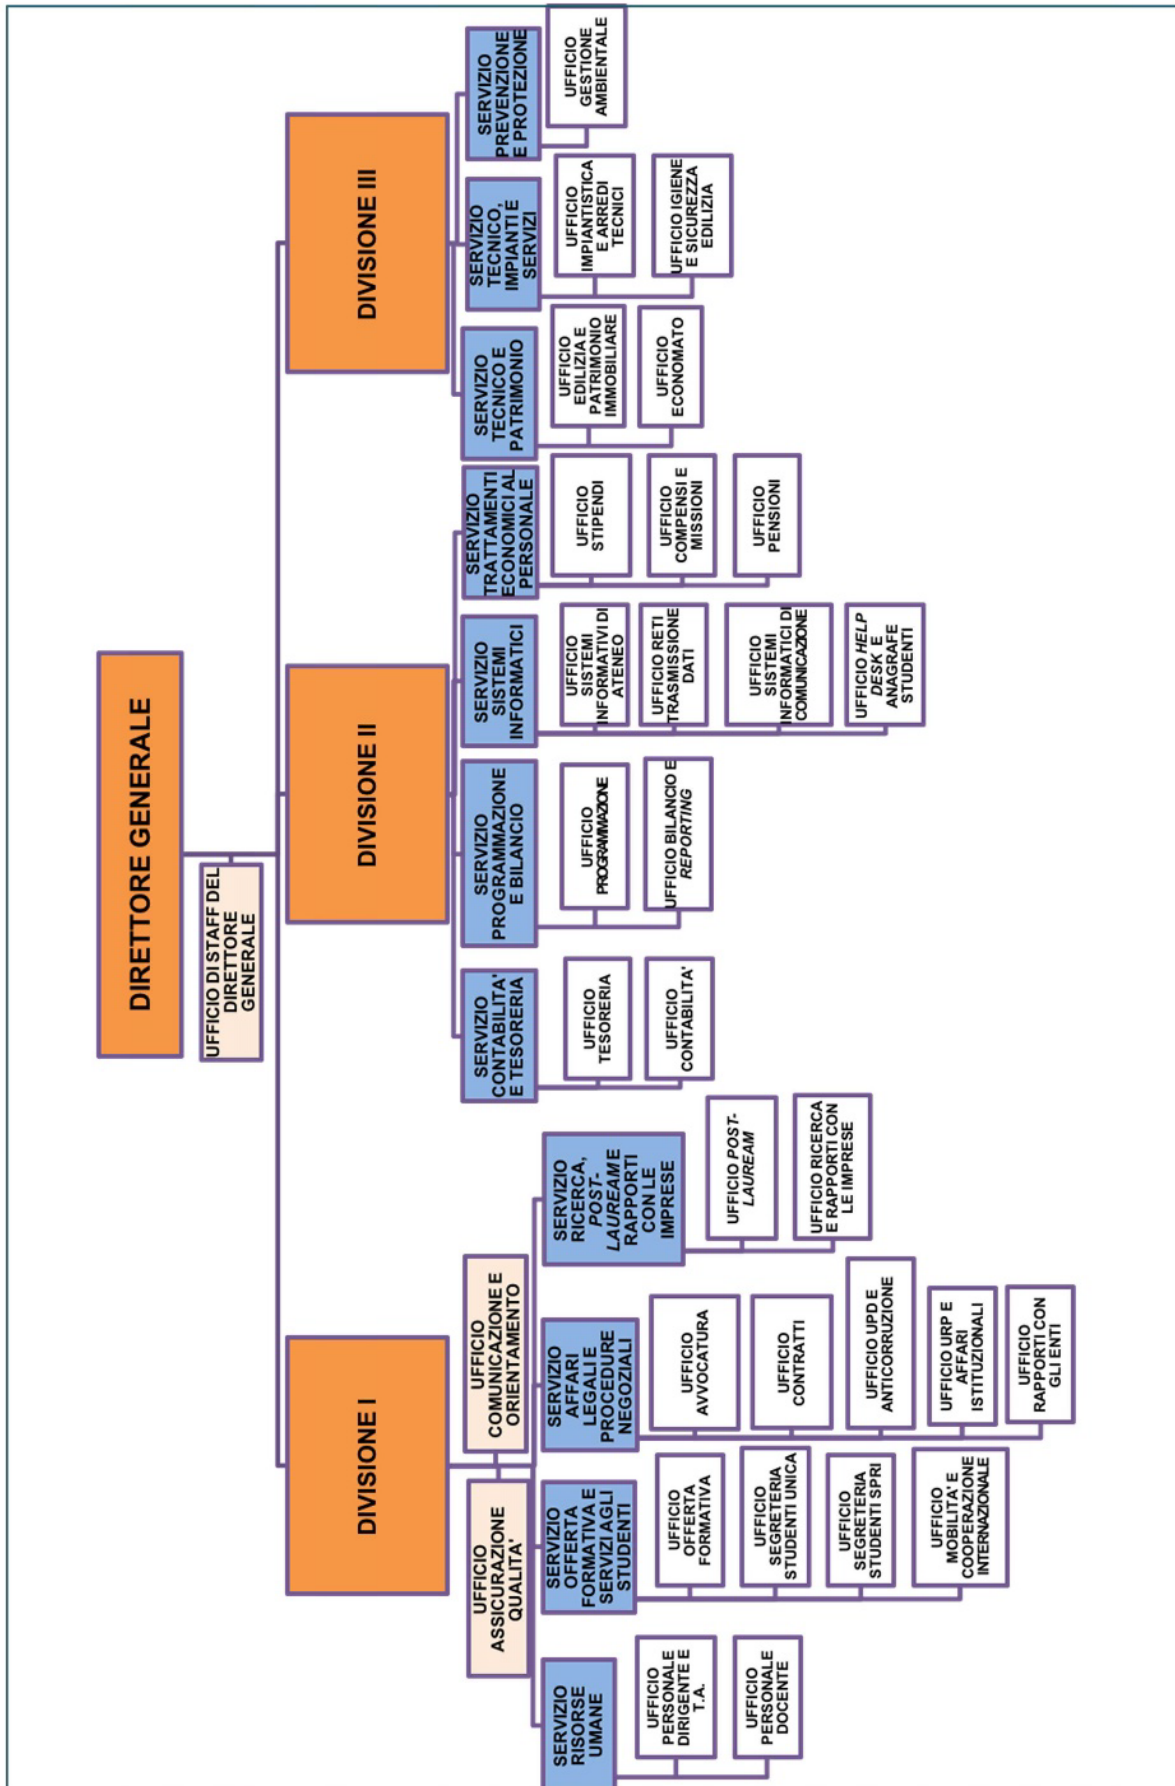 DIRETTORE GENERALE
UFFICIO DI STAFF DEL
DIRETTORE
GENERALE
DIVISIONE I
UFFICIO
ASSICURAZIONE
QUALITA'
UFFICIO
COMUNICAZIONE E
ORIENTAMENTO
SERVIZIO
RISORSE
UMANE
UFFICIO
PERSONALE
DIRIGENTE E
T.A.
UFFICIO
PERSONALE
DOCENTE
SERVIZIO
OFFERTA
FORMATIVA E
SERVIZI AGLI
STUDENTI
UFFICIO
OFFERTA
FORMATIVA
UFFICIO
SEGRETERIA
STUDENTI UNICA
UFFICIO
SEGRETERIA
STUDENTI SPRI
UFFICIO
MOBILITA' E
COOPERAZIONE
INTERNAZIONALE
SERVIZIO
AFFARI
LEGALI E
PROCEDURE
NEGOZIALI
UFFICIO
AVVOCATURA
UFFICIO
CONTRATTI
UFFICIO UPD E
ANTICORRUZIONE
UFFICIO URP E
AFFARI
ISTITUZIONALI
UFFICIO
RAPPORTI CON
GLI ENTI
SERVIZIO
RICERCA,
POST-
LAUREAM E
RAPPORTI
CON LE
IMPRESE
UFFICIO POST-
LAUREAM
UFFICIO RICERCA
E RAPPORTI CON
LE IMPRESE
DIVISIONE II
SERVIZIO
CONTABILITA'
E TESORERIA
UFFICIO
TESORERIA
UFFICIO
CONTABILITA'
SERVIZIO
PROGRAMMAZIONE
E BILANCIO
UFFICIO
PROGRAMMAZIONE
UFFICIO BILANCIO E
REPORTING
SERVIZIO
SISTEMI
INFORMATICI
UFFICIO
SISTEMI
INFORMATIVI DI
ATENEO
UFFICIO RETI
TRASMISSIONE
DATI
UFFICIO
SISTEMI
INFORMATICI DI
COMUNICAZIONE
UFFICIO HELP
DESK E
ANAGRAFE
STUDENTI
SERVIZIO
TRATTAMENTI
ECONOMICI AL
PERSONALE
UFFICIO
STIPENDI
UFFICIO
COMPENSI E
MISSIONI
UFFICIO
PENSIONI
DIVISIONE III
SERVIZIO
TECNICO E
PATRIMONIO
UFFICIO
EDILIZIA E
PATRIMONIO
IMMOBILIARE
UFFICIO
ECONOMATO
SERVIZIO
TECNICO,
IMPIANTI E
SERVIZI
UFFICIO
IMPIANTISTICA
E ARREDI
TECNICI
UFFICIO IGIENE
E SICUREZZA
EDILIZIA
SERVIZIO
PREVENZIONE
E PROTEZIONE
UFFICIO
GESTIONE
AMBIENTALE